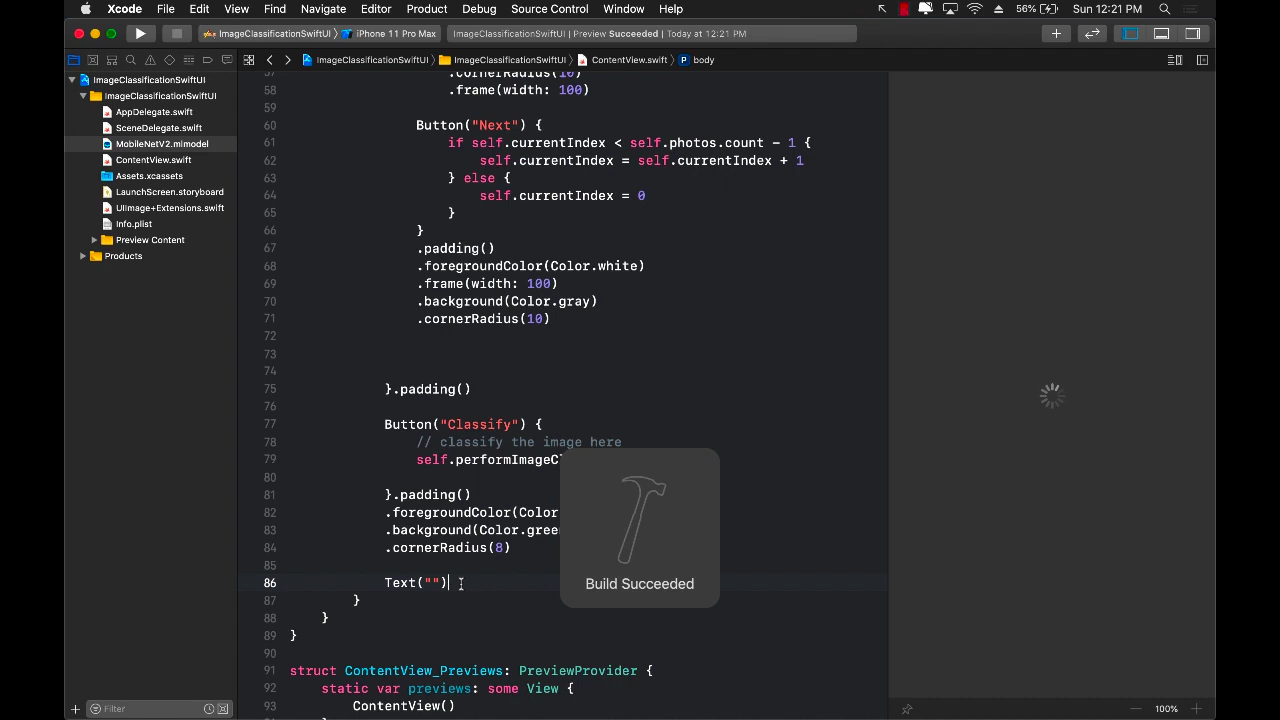 Xcode File Edit View Find Navigate Editor Product Debug Source Control Window Help 56% Sun 12:21 PM
ImageClassificationSwiftUI iPhone 11 Pro Max ImageClassificationSwiftUI | Preview Succeeded | Today at 12:21 PM
ImageClassificationSwiftUI ImageClassificationSwiftUI ContentView.swift body
ImageClassificationSwiftUI
ImageClassificationSwiftUI
AppDelegate.swift
SceneDelegate.swift
MobileNetV2.mlmodel
ContentView.swift
Assets.xcassets
LaunchScreen.storyboard
UIImage+Extensions.swift
Info.plist
Preview Content
Products
57 .cornerRadius(10)
58 .frame(width: 100)
59
60 Button("Next") {
61 if self.currentIndex < self.photos.count - 1 {
62 self.currentIndex = self.currentIndex + 1
63 } else {
64 self.currentIndex = 0
65 }
66 }
67 .padding()
68 .foregroundColor(Color.white)
69 .frame(width: 100)
70 .background(Color.gray)
71 .cornerRadius(10)
72
73
74
75 }.padding()
76
77 Button("Classify") {
78 // classify the image here
79 self.performImageCl
80
81 }.padding()
82 .foregroundColor(Color
83 .background(Color.gree
84 .cornerRadius(8)
85
86 Text("")
87 }
88 }
89 }
90
91 struct ContentView_Previews: PreviewProvider {
92 static var previews: some View {
93 ContentView()
Build Succeeded
Filter
100%